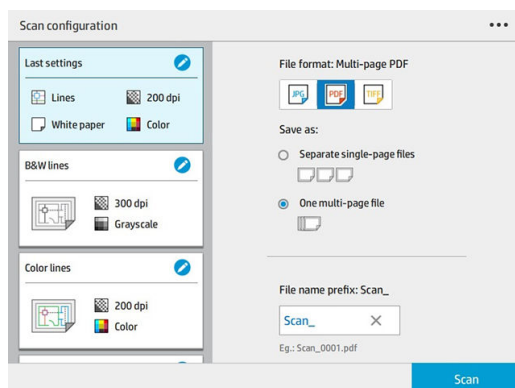 Scan configuration
Last settings
Lines
200 dpi
White paper
Color
B&W lines
300 dpi
Grayscale
Color lines
200 dpi
Color
File format: Multi-page PDF
JPG
PDF
TIFF
Save as:
Separate single-page files
One multi-page file
File name prefix: Scan_
Scan_
Eg.: Scan_0001.pdf
Scan